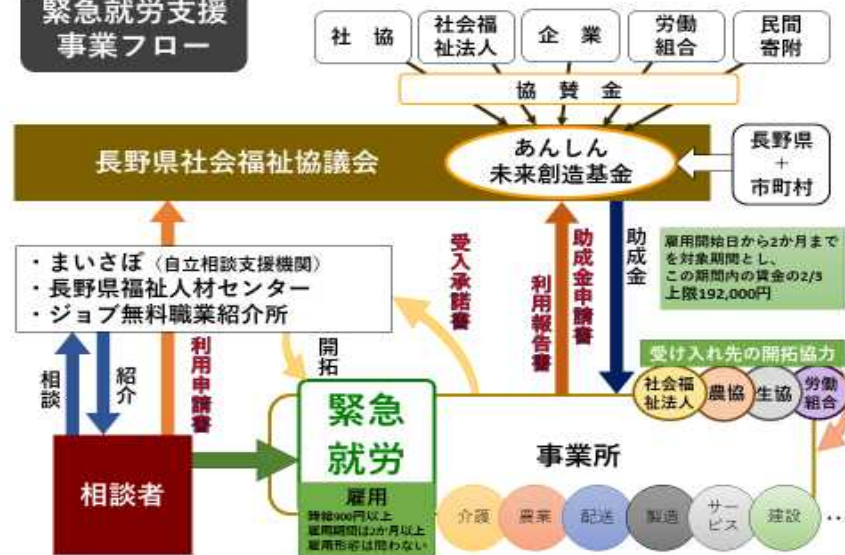 緊急就労支援
事業フロー
社 協
社会福
祉法人
企 業
労働
組合
民間
寄附
協 賛 金
長野県社会福祉協議会
あんしん
未来創造基金
長野県
+
市町村
・まいさぽ（自立相談支援機関）
・長野県福祉人材センター
・ジョブ無料職業紹介所
受入承諾書
利用報告書
助成金申請書
助成金
雇用開始日から2か月まで
を対象期間とし、
この期間内の賃金の2/3
上限192,000円
相談
紹介
利用申請書
開拓
受け入れ先の開拓協力
社会福
祉法人
農協
生協
労働
組合
緊急
就労
事業所
相談者
雇用
時給900円以上
雇用期間は2か月以上
雇用形態は問わない
介護
農業
配送
製造
サー
ビス
建設
…